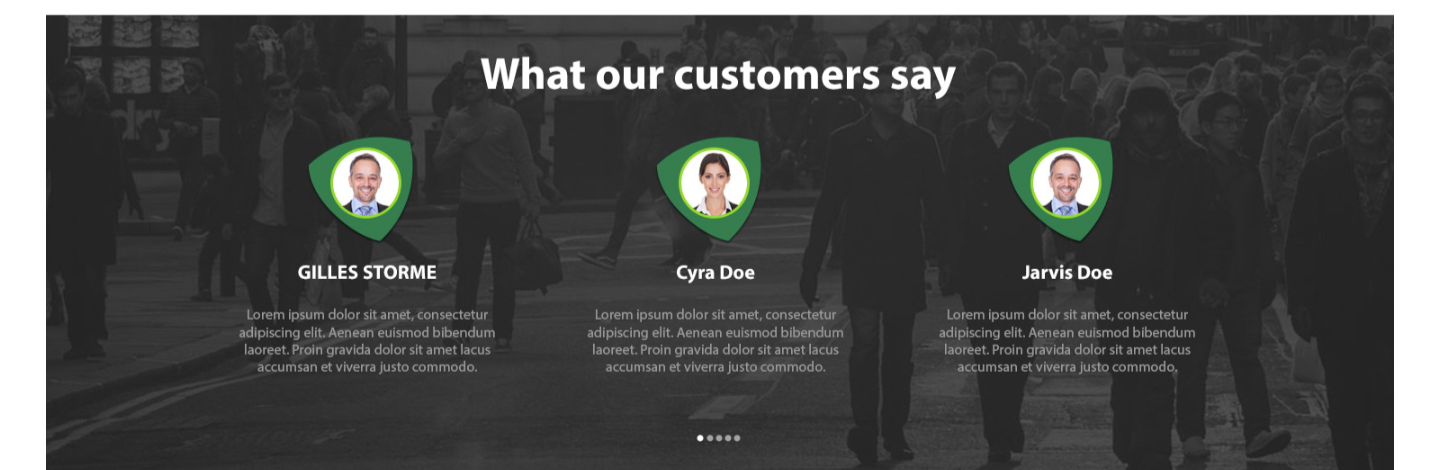 What our customers say
GILLES STORME
Lorem ipsum dolor sit amet, consectetur
adipiscing elit. Aenean euismod bibendum
laoreet. Proin gravida dolor sit amet lacus
accumsan et viverra justo commodo.
Cyra Doe
Lorem ipsum dolor sit amet, consectetur
adipiscing elit. Aenean euismod bibendum
laoreet. Proin gravida dolor sit amet lacus
accumsan et viverra justo commodo.
Jarvis Doe
Lorem ipsum dolor sit amet, consectetur
adipiscing elit. Aenean euismod bibendum
laoreet. Proin gravida dolor sit amet lacus
accumsan et viverra justo commodo.